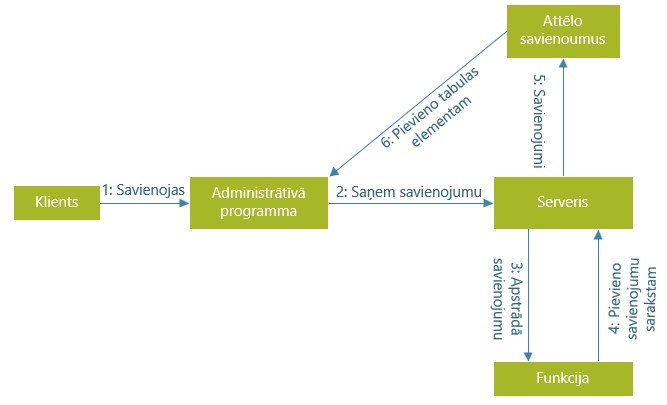 Attēlo
savienoumus
6: Pievieno tabulas
elementam
5: Savienojumi
1: Savienojas
Klients
Administrātīvā
programma
2: Saņem savienojumu
Serveris
3: Apstrādā
savienojumu
4: Pievieno
savienojumu
sarakstam
Funkcija